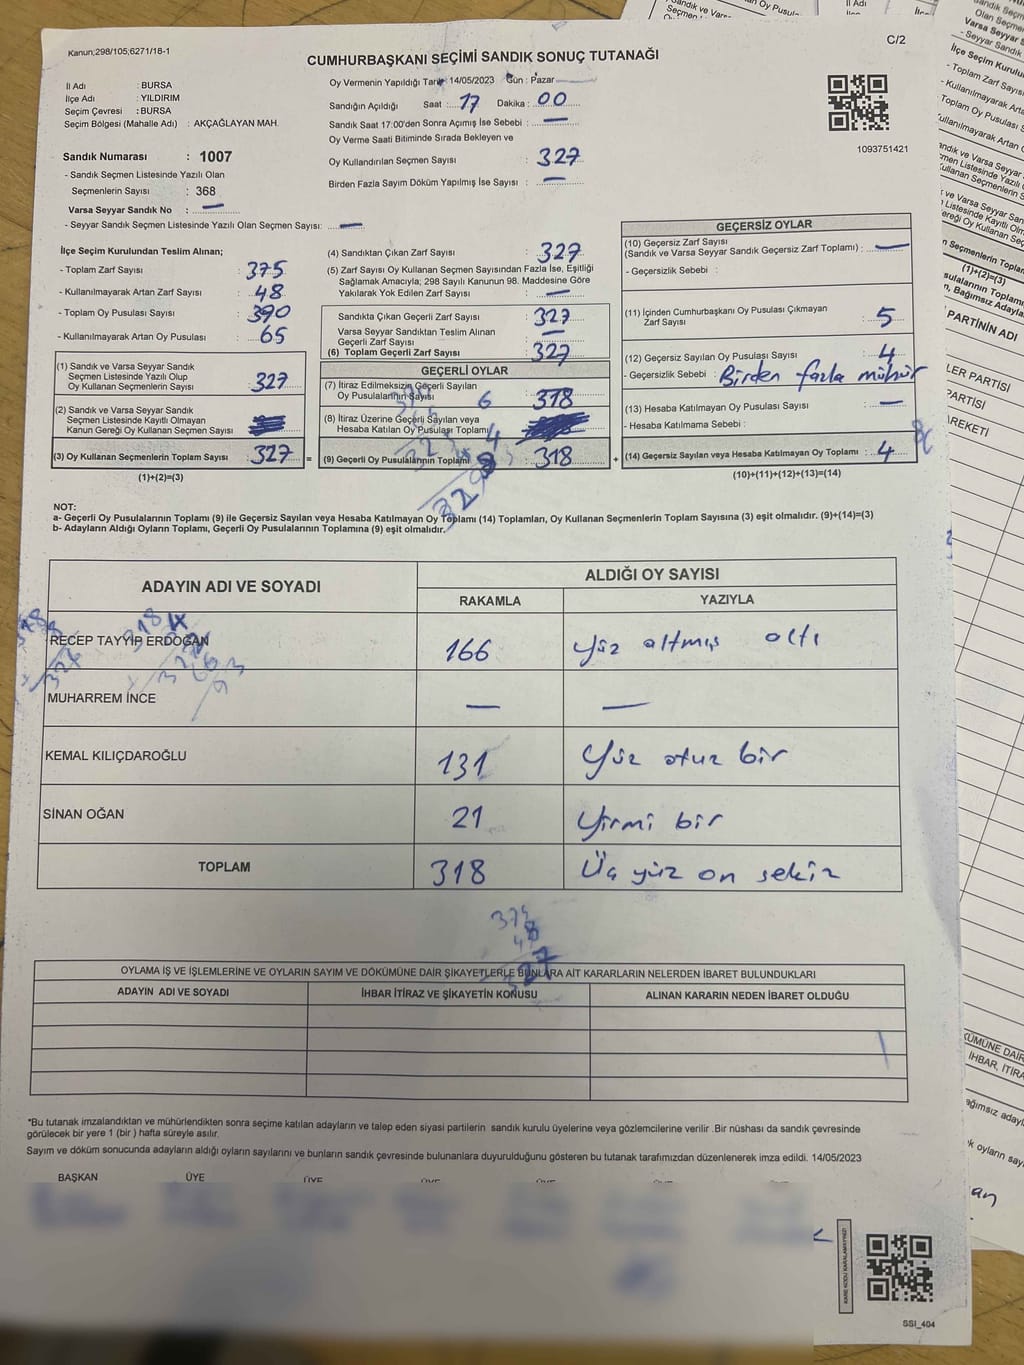 Kanun;298/105;6271/18-1
C/2
CUMHURBAŞKANI SEÇİMİ SANDIK SONUÇ TUTANAĞI
İl Adı : BURSA
İlçe Adı : YILDIRIM
Seçim Çevresi : BURSA
Seçim Bölgesi (Mahalle Adı) : AKÇAĞLAYAN MAH.
Sandık Numarası : 1007
- Sandık Seçmen Listesinde Yazılı Olan
Seçmenlerin Sayısı : 368
Varsa Seyyar Sandık No : —
- Seyyar Sandık Seçmen Listesinde Yazılı Olan Seçmen Sayısı: —
Oy Vermenin Yapıldığı Tarih: 14/05/2023 Gün : Pazar
Sandığın Açıldığı Saat : 17 Dakika : 00
Sandık Saat 17:00'den Sonra Açılmış İse Sebebi : —
Oy Verme Saati Bitiminde Sırada Bekleyen ve
Oy Kullandırılan Seçmen Sayısı : 327
Birden Fazla Sayım Döküm Yapılmış İse Sayısı : —
1093751421
İlçe Seçim Kurulundan Teslim Alınan;
- Toplam Zarf Sayısı : 375
- Kullanılmayarak Artan Zarf Sayısı : 48
- Toplam Oy Pusulası Sayısı : 390
- Kullanılmayarak Artan Oy Pusulası : 65
(1) Sandık ve Varsa Seyyar Sandık
Seçmen Listesinde Yazılı Olup
Oy Kullanan Seçmenlerin Sayısı : 327
(2) Sandık ve Varsa Seyyar Sandık
Seçmen Listesinde Kayıtlı Olmayan
Kanun Gereği Oy Kullanan Seçmen Sayısı :
(3) Oy Kullanan Seçmenlerin Toplam Sayısı : 327
(1)+(2)=(3)
(4) Sandıktan Çıkan Zarf Sayısı : 327
(5) Zarf Sayısı Oy Kullanan Seçmen Sayısından Fazla İse, Eşitliği
Sağlamak Amacıyla; 298 Sayılı Kanunun 98. Maddesine Göre
Yakılarak Yok Edilen Zarf Sayısı : —
Sandıkta Çıkan Geçerli Zarf Sayısı : 327
Varsa Seyyar Sandıktan Teslim Alınan
Geçerli Zarf Sayısı : —
(6) Toplam Geçerli Zarf Sayısı : 327
GEÇERLİ OYLAR
(7) İtiraz Edilmeksizin Geçerli Sayılan
Oy Pusulalarının Sayısı : 318
(8) İtiraz Üzerine Geçerli Sayılan veya
Hesaba Katılan Oy Pusulası Toplamı :
(9) Geçerli Oy Pusulalarının Toplamı : 318
GEÇERSİZ OYLAR
(10) Geçersiz Zarf Sayısı
(Sandık ve Varsa Seyyar Sandık Geçersiz Zarf Toplamı) : —
- Geçersizlik Sebebi :
(11) İçinden Cumhurbaşkanı Oy Pusulası Çıkmayan
Zarf Sayısı : 5
(12) Geçersiz Sayılan Oy Pusulası Sayısı : 4
- Geçersizlik Sebebi : Birden fazla mühür
(13) Hesaba Katılmayan Oy Pusulası Sayısı : —
- Hesaba Katılmama Sebebi :
(14) Geçersiz Sayılan veya Hesaba Katılmayan Oy Toplamı : 4
(10)+(11)+(12)+(13)=(14)
NOT:
a- Geçerli Oy Pusulalarının Toplamı (9) ile Geçersiz Sayılan veya Hesaba Katılmayan Oy Toplamı (14) Toplamları, Oy Kullanan Seçmenlerin Toplam Sayısına (3) eşit olmalıdır. (9)+(14)=(3)
b- Adayların Aldığı Oyların Toplamı, Geçerli Oy Pusulalarının Toplamına (9) eşit olmalıdır.
ADAYIN ADI VE SOYADI
ALDIĞI OY SAYISI
RAKAMLA YAZIYLA
RECEP TAYYİP ERDOĞAN 166 Yüz altmış altı
MUHARREM İNCE — —
KEMAL KILIÇDAROĞLU 131 Yüz otuz bir
SİNAN OĞAN 21 Yirmi bir
TOPLAM 318 Üç yüz on sekiz
375
48
327
OYLAMA İŞ VE İŞLEMLERİNE VE OYLARIN SAYIM VE DÖKÜMÜNE DAİR ŞİKAYETLERLE BUNLARA AİT KARARLARIN NELERDEN İBARET BULUNDUKLARI
ADAYIN ADI VE SOYADI İHBAR İTİRAZ VE ŞİKAYETİN KONUSU ALINAN KARARIN NEDEN İBARET OLDUĞU
*Bu tutanak imzalandıktan ve mühürlendikten sonra seçime katılan adayların ve talep eden siyasi partilerin sandık kurulu üyelerine veya gözlemcilerine verilir .Bir nüshası da sandık çevresinde
görülecek bir yere 1 (bir ) hafta süreyle asılır.
Sayım ve döküm sonucunda adayların aldığı oyların sayılarını ve bunların sandık çevresinde bulunanlara duyurulduğunu gösteren bu tutanak tarafımızdan düzenlenerek imza edildi. 14/05/2023
BAŞKAN ÜYE ÜYE ÜYE ÜYE ÜYE ÜYE
KARE KODU KARALAMAYINIZ!
SSI_404